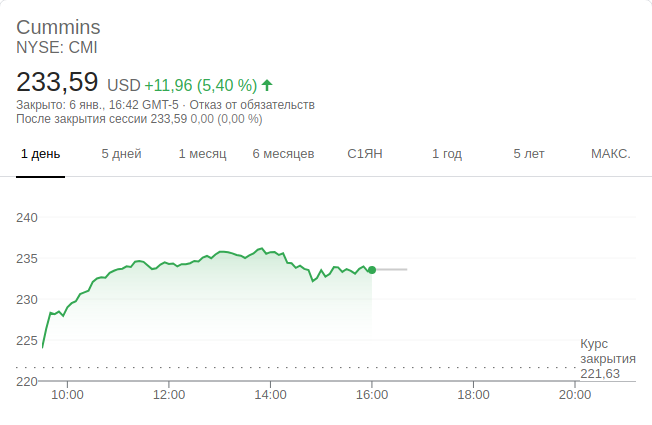 Cummins
NYSE: CMI
233,59 USD +11,96 (5,40 %)
Закрыто: 6 янв., 16:42 GMT-5 · Отказ от обязательств
После закрытия сессии 233,59 0,00 (0,00 %)
1 день 5 дней 1 месяц 6 месяцев С1ЯН 1 год 5 лет МАКС.
240
235
230
225
Курс
закрытия
221,63
220
10:00 12:00 14:00 16:00 18:00 20:00